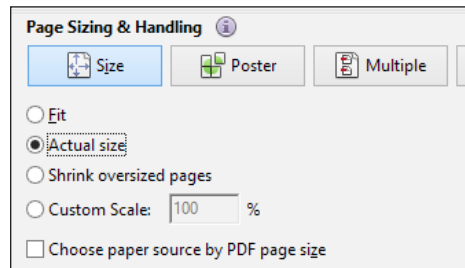 Page Sizing & Handling i
Size Poster Multiple
Fit
Actual size
Shrink oversized pages
Custom Scale: 100 %
Choose paper source by PDF page size